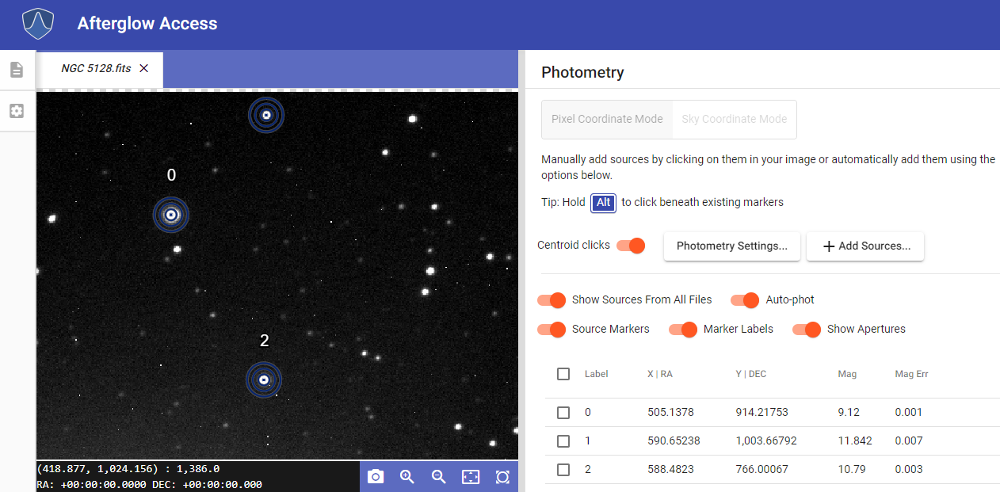 Afterglow Access
NGC 5128.fits
0
2
(418.877, 1,024.156) : 1,386.0
RA: +00:00:00.0000 DEC: +00:00:00.000
Photometry
Pixel Coordinate Mode Sky Coordinate Mode
Manually add sources by clicking on them in your image or automatically add them using the
options below.
Tip: Hold Alt to click beneath existing markers
Centroid clicks Photometry Settings... + Add Sources...
Show Sources From All Files Auto-phot
Source Markers Marker Labels Show Apertures
Label X | RA Y | DEC Mag Mag Err
0 505.1378 914.21753 9.12 0.001
1 590.65238 1,003.66792 11.842 0.007
2 588.4823 766.00067 10.79 0.003